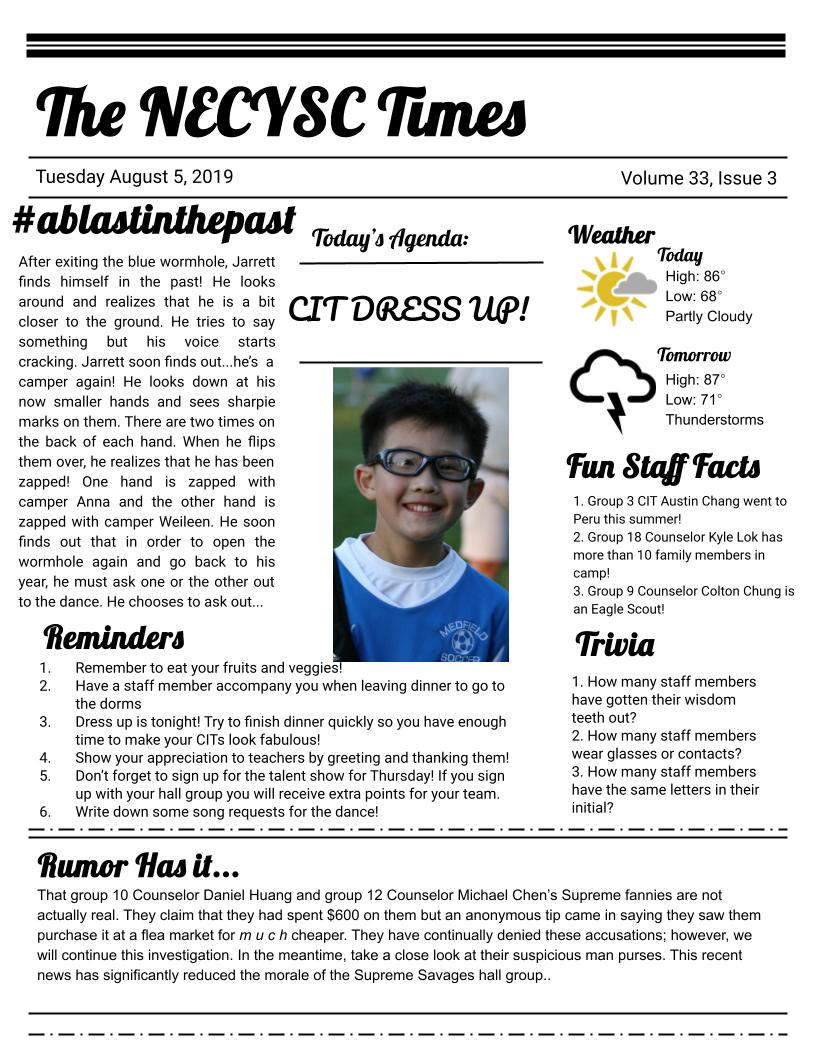 The NECYSC Times
Tuesday August 5, 2019
Volume 33, Issue 3
#ablastinthepast
After exiting the blue wormhole, Jarrett
finds himself in the past! He looks
around and realizes that he is a bit
closer to the ground. He tries to say
something but his voice starts
cracking. Jarrett soon finds out...he's a
camper again! He looks down at his
now smaller hands and sees sharpie
marks on them. There are two times on
the back of each hand. When he flips
them over, he realizes that he has been
zapped! One hand is zapped with
camper Anna and the other hand is
zapped with camper Weileen. He soon
finds out that in order to open the
wormhole again and go back to his
year, he must ask one or the other out
to the dance. He chooses to ask out...
Today's Agenda:
CIT DRESS UP!
MEDFIELD
SOCCER
Weather
Today
High: 86°
Low: 68°
Partly Cloudy
Tomorrow
High: 87°
Low: 71°
Thunderstorms
Fun Staff Facts
1. Group 3 CIT Austin Chang went to
Peru this summer!
2. Group 18 Counselor Kyle Lok has
more than 10 family members in
camp!
3. Group 9 Counselor Colton Chung is
an Eagle Scout!
Reminders
1. Remember to eat your fruits and veggies!
2. Have a staff member accompany you when leaving dinner to go to
the dorms
3. Dress up is tonight! Try to finish dinner quickly so you have enough
time to make your CITs look fabulous!
4. Show your appreciation to teachers by greeting and thanking them!
5. Don't forget to sign up for the talent show for Thursday! If you sign
up with your hall group you will receive extra points for your team.
6. Write down some song requests for the dance!
Trivia
1. How many staff members
have gotten their wisdom
teeth out?
2. How many staff members
wear glasses or contacts?
3. How many staff members
have the same letters in their
initial?
Rumor Has it...
That group 10 Counselor Daniel Huang and group 12 Counselor Michael Chen's Supreme fannies are not
actually real. They claim that they had spent $600 on them but an anonymous tip came in saying they saw them
purchase it at a flea market for m u c h cheaper. They have continually denied these accusations; however, we
will continue this investigation. In the meantime, take a close look at their suspicious man purses. This recent
news has significantly reduced the morale of the Supreme Savages hall group..